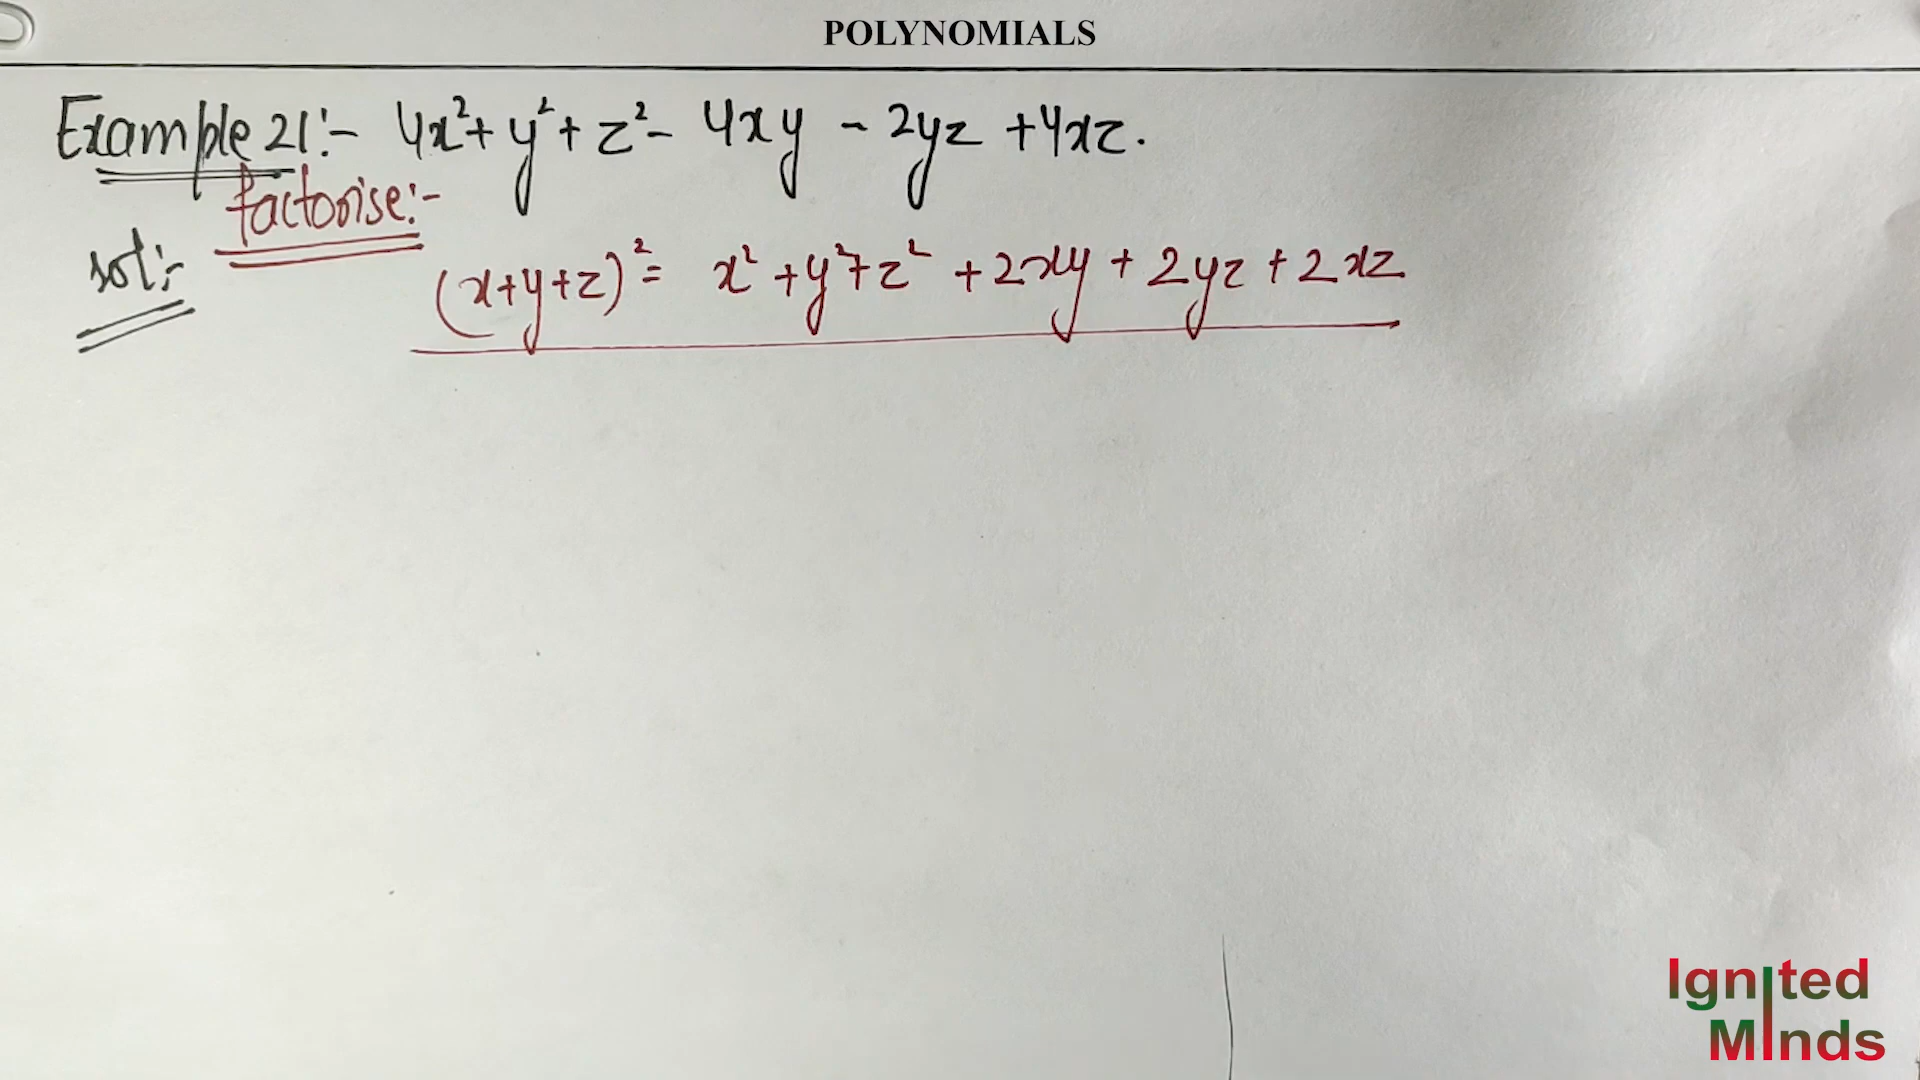 POLYNOMIALS
Example 21:- 4x²+y²+z²- 4xy - 2yz +4xz.
factorise:-
sol:-
(x+y+z)² = x²+y²+z²+2xy+2yz+2xz
Ignited
Minds